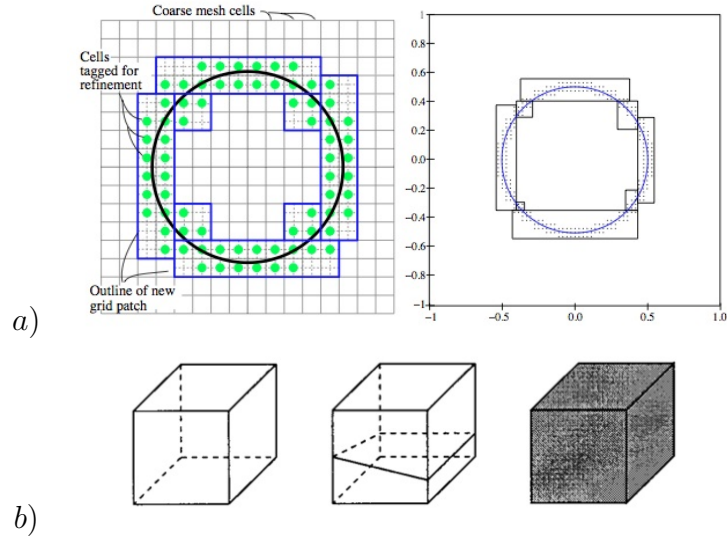 Coarse mesh cells
Cells
tagged for
refinement
Outline of new
grid patch
a)
1
0.8
0.6
0.4
0.2
0.0
−0.2
−0.4
−0.6
−0.8
−1
−1
−0.5
0.0
0.5
1.0
b)